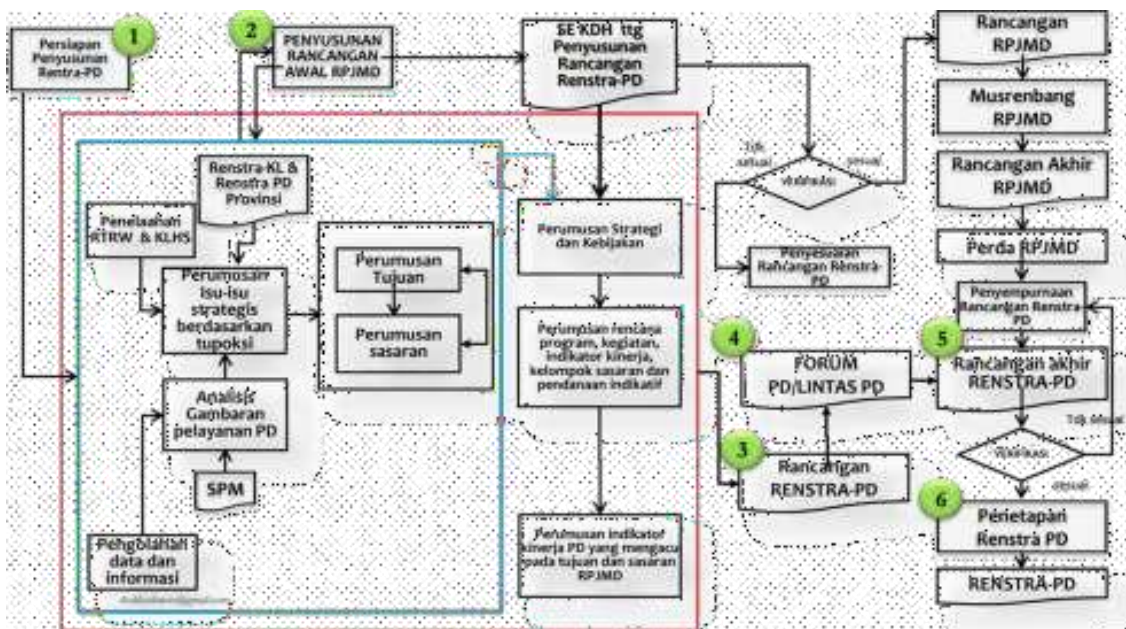 1
Persiapan
Penyusunan
Renstra-PD
2
PENYUSUNAN
RANCANGAN
AWAL RPJMD
SE KDH ttg
Penyusunan
Rancangan
Renstra-PD
Rancangan
RPJMD
Musrenbang
RPJMD
Rancangan Akhir
RPJMD
Perda RPJMD
Penyempurnaan
Rancangan Renstra-
PD
Tdk
sesuai
sesuai
VERIFIKASI
Penyesuaian
Rancangan Renstra-
PD
Renstra-KL &
Renstra PD
Provinsi
Penelaahan
RTRW & KLHS
Perumusan
isu-isu
strategis
berdasarkan
tupoksi
Perumusan
Tujuan
Perumusan
sasaran
Analisis
Gambaran
pelayanan PD
SPM
Pengolahan
data dan
informasi
Perumusan Strategi
dan Kebijakan
Perumusan rencana
program, kegiatan,
indikator kinerja,
kelompok sasaran dan
pendanaan indikatif
Perumusan indikator
kinerja PD yang mengacu
pada tujuan dan sasaran
RPJMD
3
Rancangan
RENSTRA-PD
4
FORUM
PD/LINTAS PD
5
Rancangan akhir
RENSTRA-PD
Tdk sesuai
VERIFIKASI
sesuai
6
Penetapan
Renstra PD
RENSTRA-PD